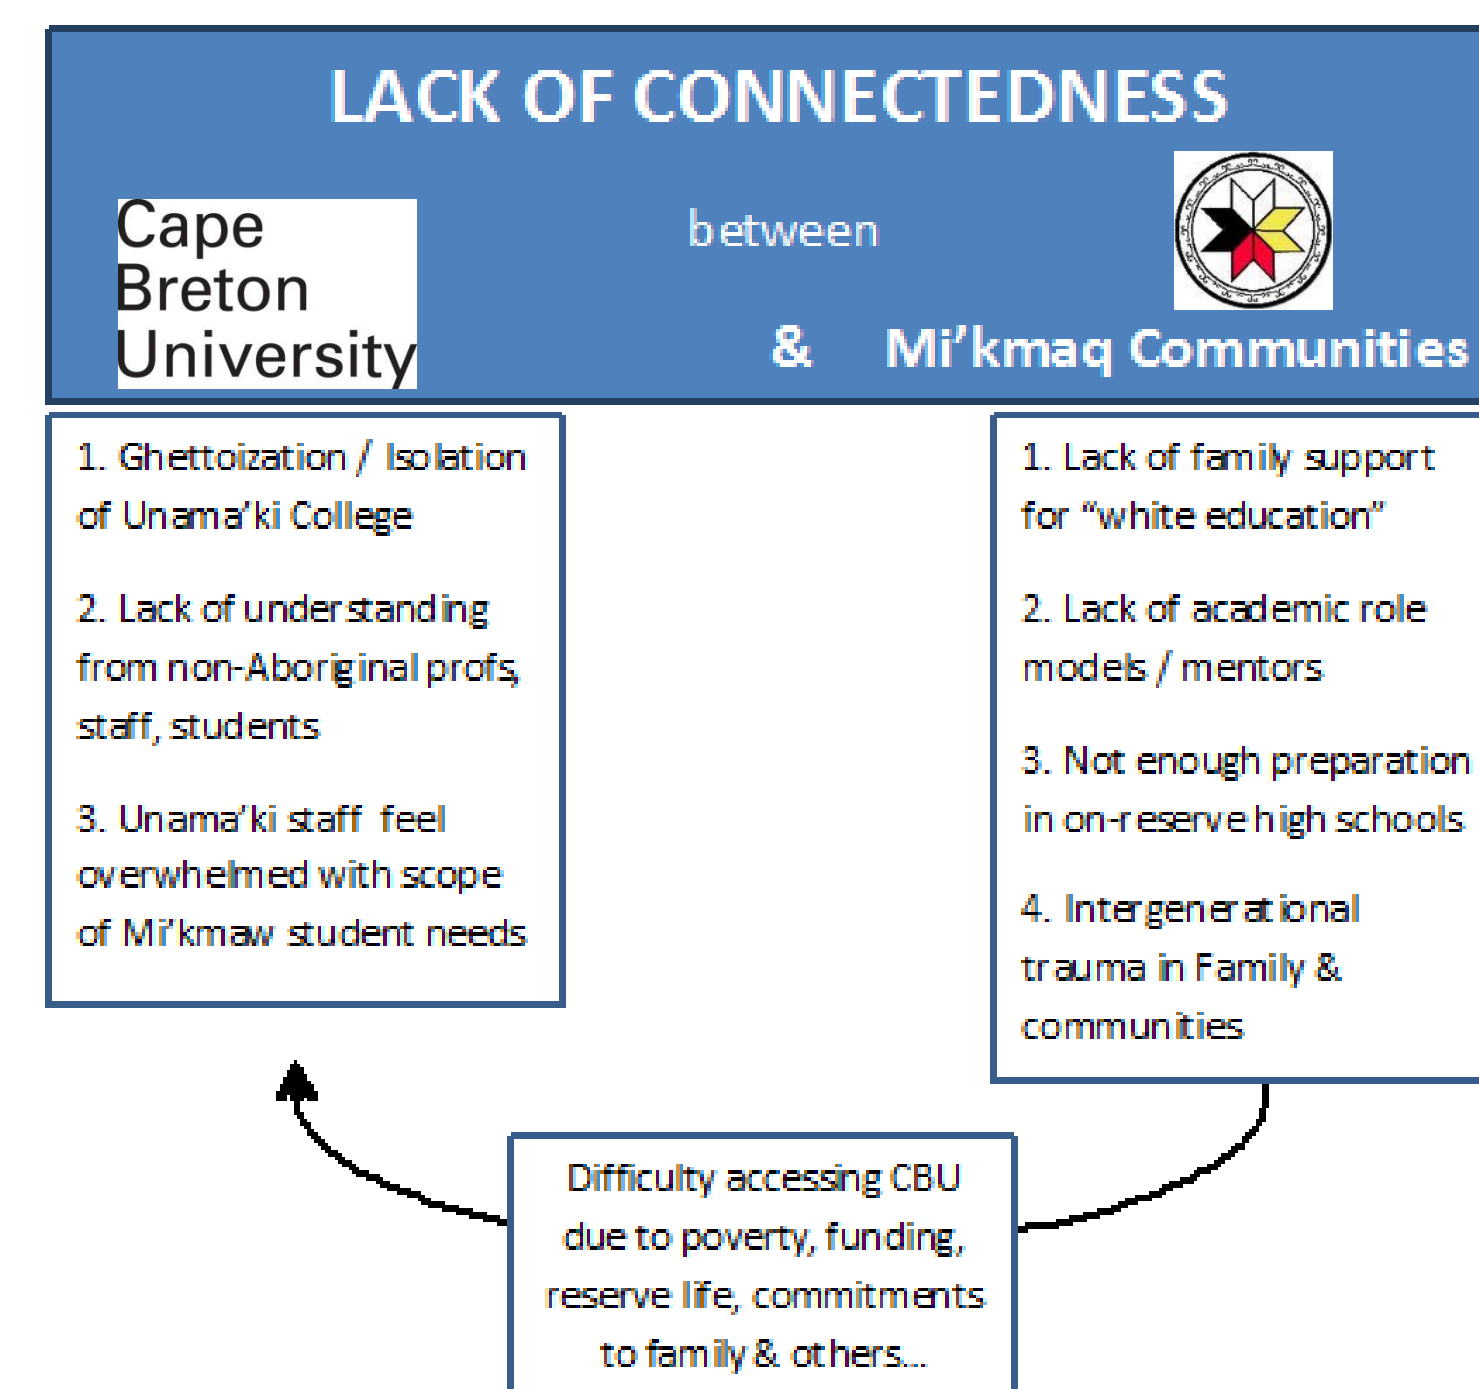 LACK OF CONNECTEDNESS
Cape
Breton
University
between
& Mi’kmaq Communities
1. Ghettoization / Isolation
of Unama’ki College
2. Lack of understanding
from non-Aboriginal profs,
staff, students
3. Unama’ki staff feel
overwhelmed with scope
of Mi’kmaw student needs
1. Lack of family support
for “white education”
2. Lack of academic role
models / mentors
3. Not enough preparation
in on-reserve high schools
4. Intergenerational
trauma in Family &
communities
Difficulty accessing CBU
due to poverty, funding,
reserve life, commitments
to family & others...